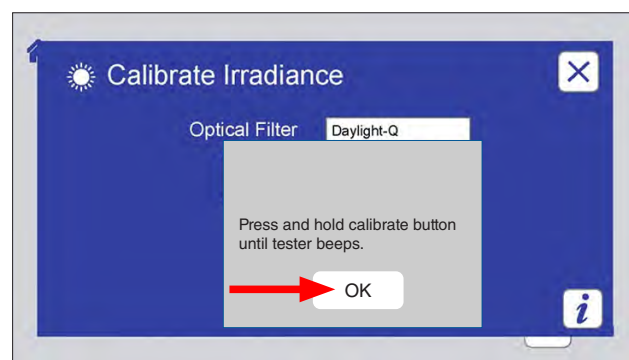 Calibrate Irradiance
Optical Filter
Daylight-Q
Press and hold calibrate button
until tester beeps.
OK
i